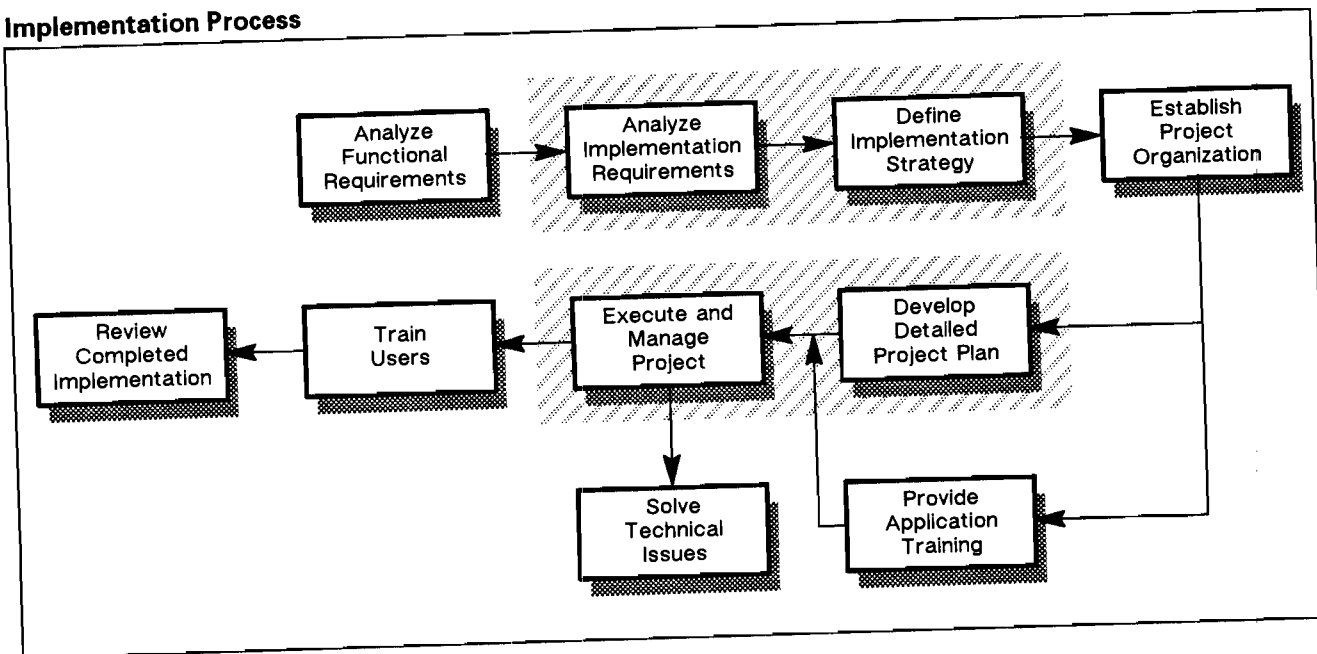 Implementation Process
Analyze
Functional
Requirements
Analyze
Implementation
Requirements
Define
Implementation
Strategy
Establish
Project
Organization
Review
Completed
Implementation
Train
Users
Execute and
Manage
Project
Develop
Detailed
Project Plan
Solve
Technical
Issues
Provide
Application
Training